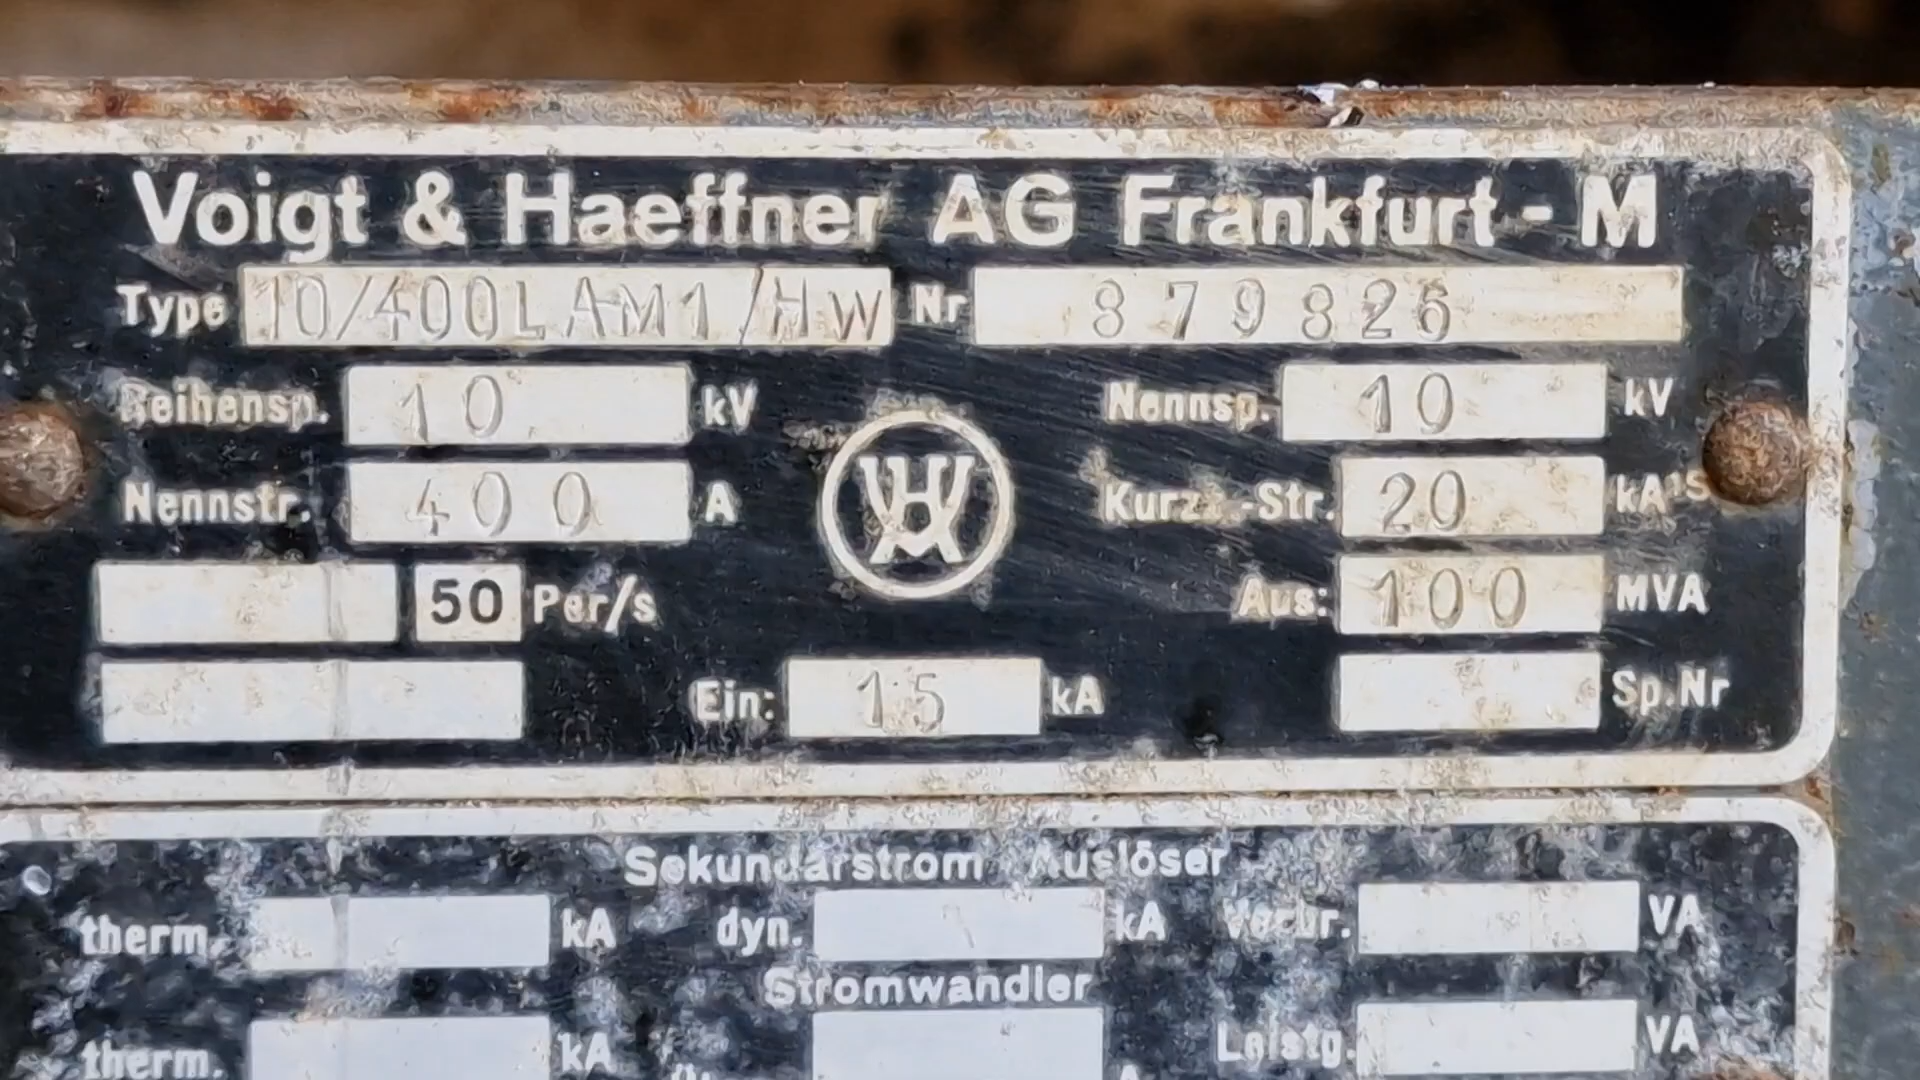 Voigt & Haeffner AG Frankfurt - M
Type 10/400LAM1/HW Nr 879826
Reihensp. 10 kV Nennsp. 10 kV
Nennstr. 400 A Kurzz.-Str. 20 kA 1S
50 Per/s Aus: 100 MVA
Ein: 15 kA Sp.Nr
Sekundärstrom Auslöser
therm. kA dyn. kA Verbr. VA
Stromwandler
therm. kA Leistg. VA